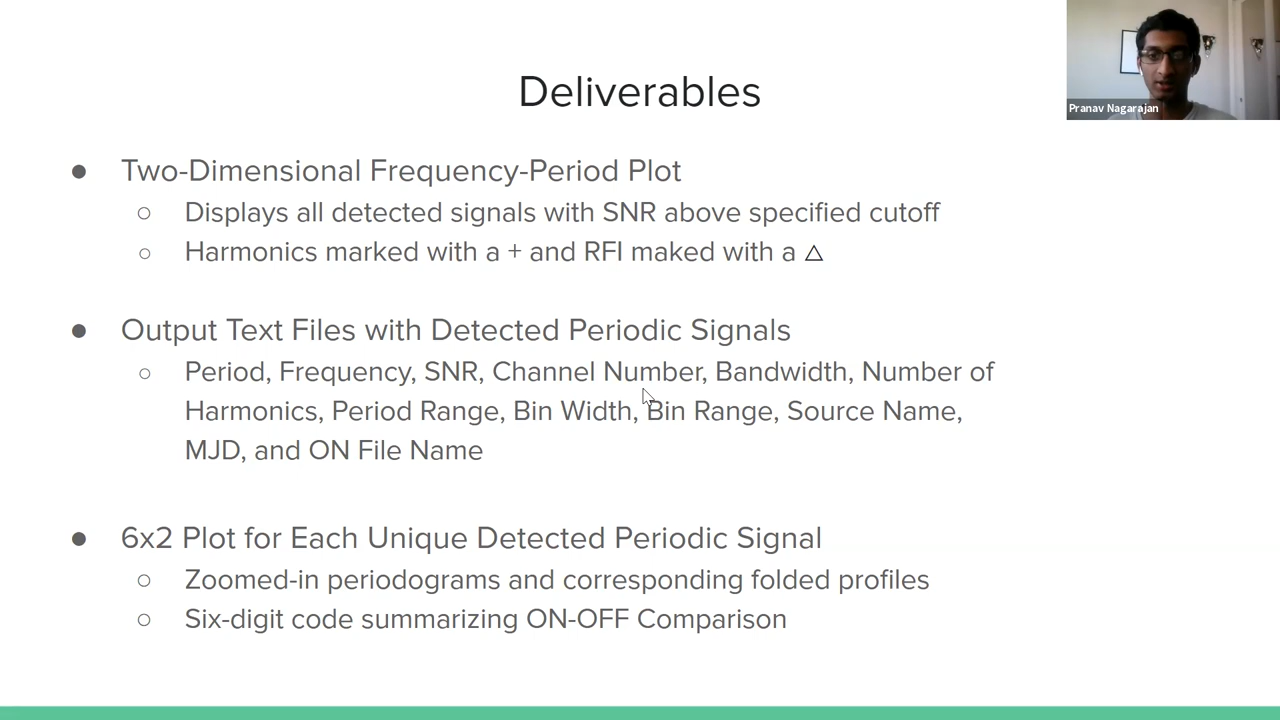 Deliverables
Pranav Nagarajan
● Two-Dimensional Frequency-Period Plot
○ Displays all detected signals with SNR above specified cutoff
○ Harmonics marked with a + and RFI maked with a △
● Output Text Files with Detected Periodic Signals
○ Period, Frequency, SNR, Channel Number, Bandwidth, Number of
Harmonics, Period Range, Bin Width, Bin Range, Source Name,
MJD, and ON File Name
● 6x2 Plot for Each Unique Detected Periodic Signal
○ Zoomed-in periodograms and corresponding folded profiles
○ Six-digit code summarizing ON-OFF Comparison